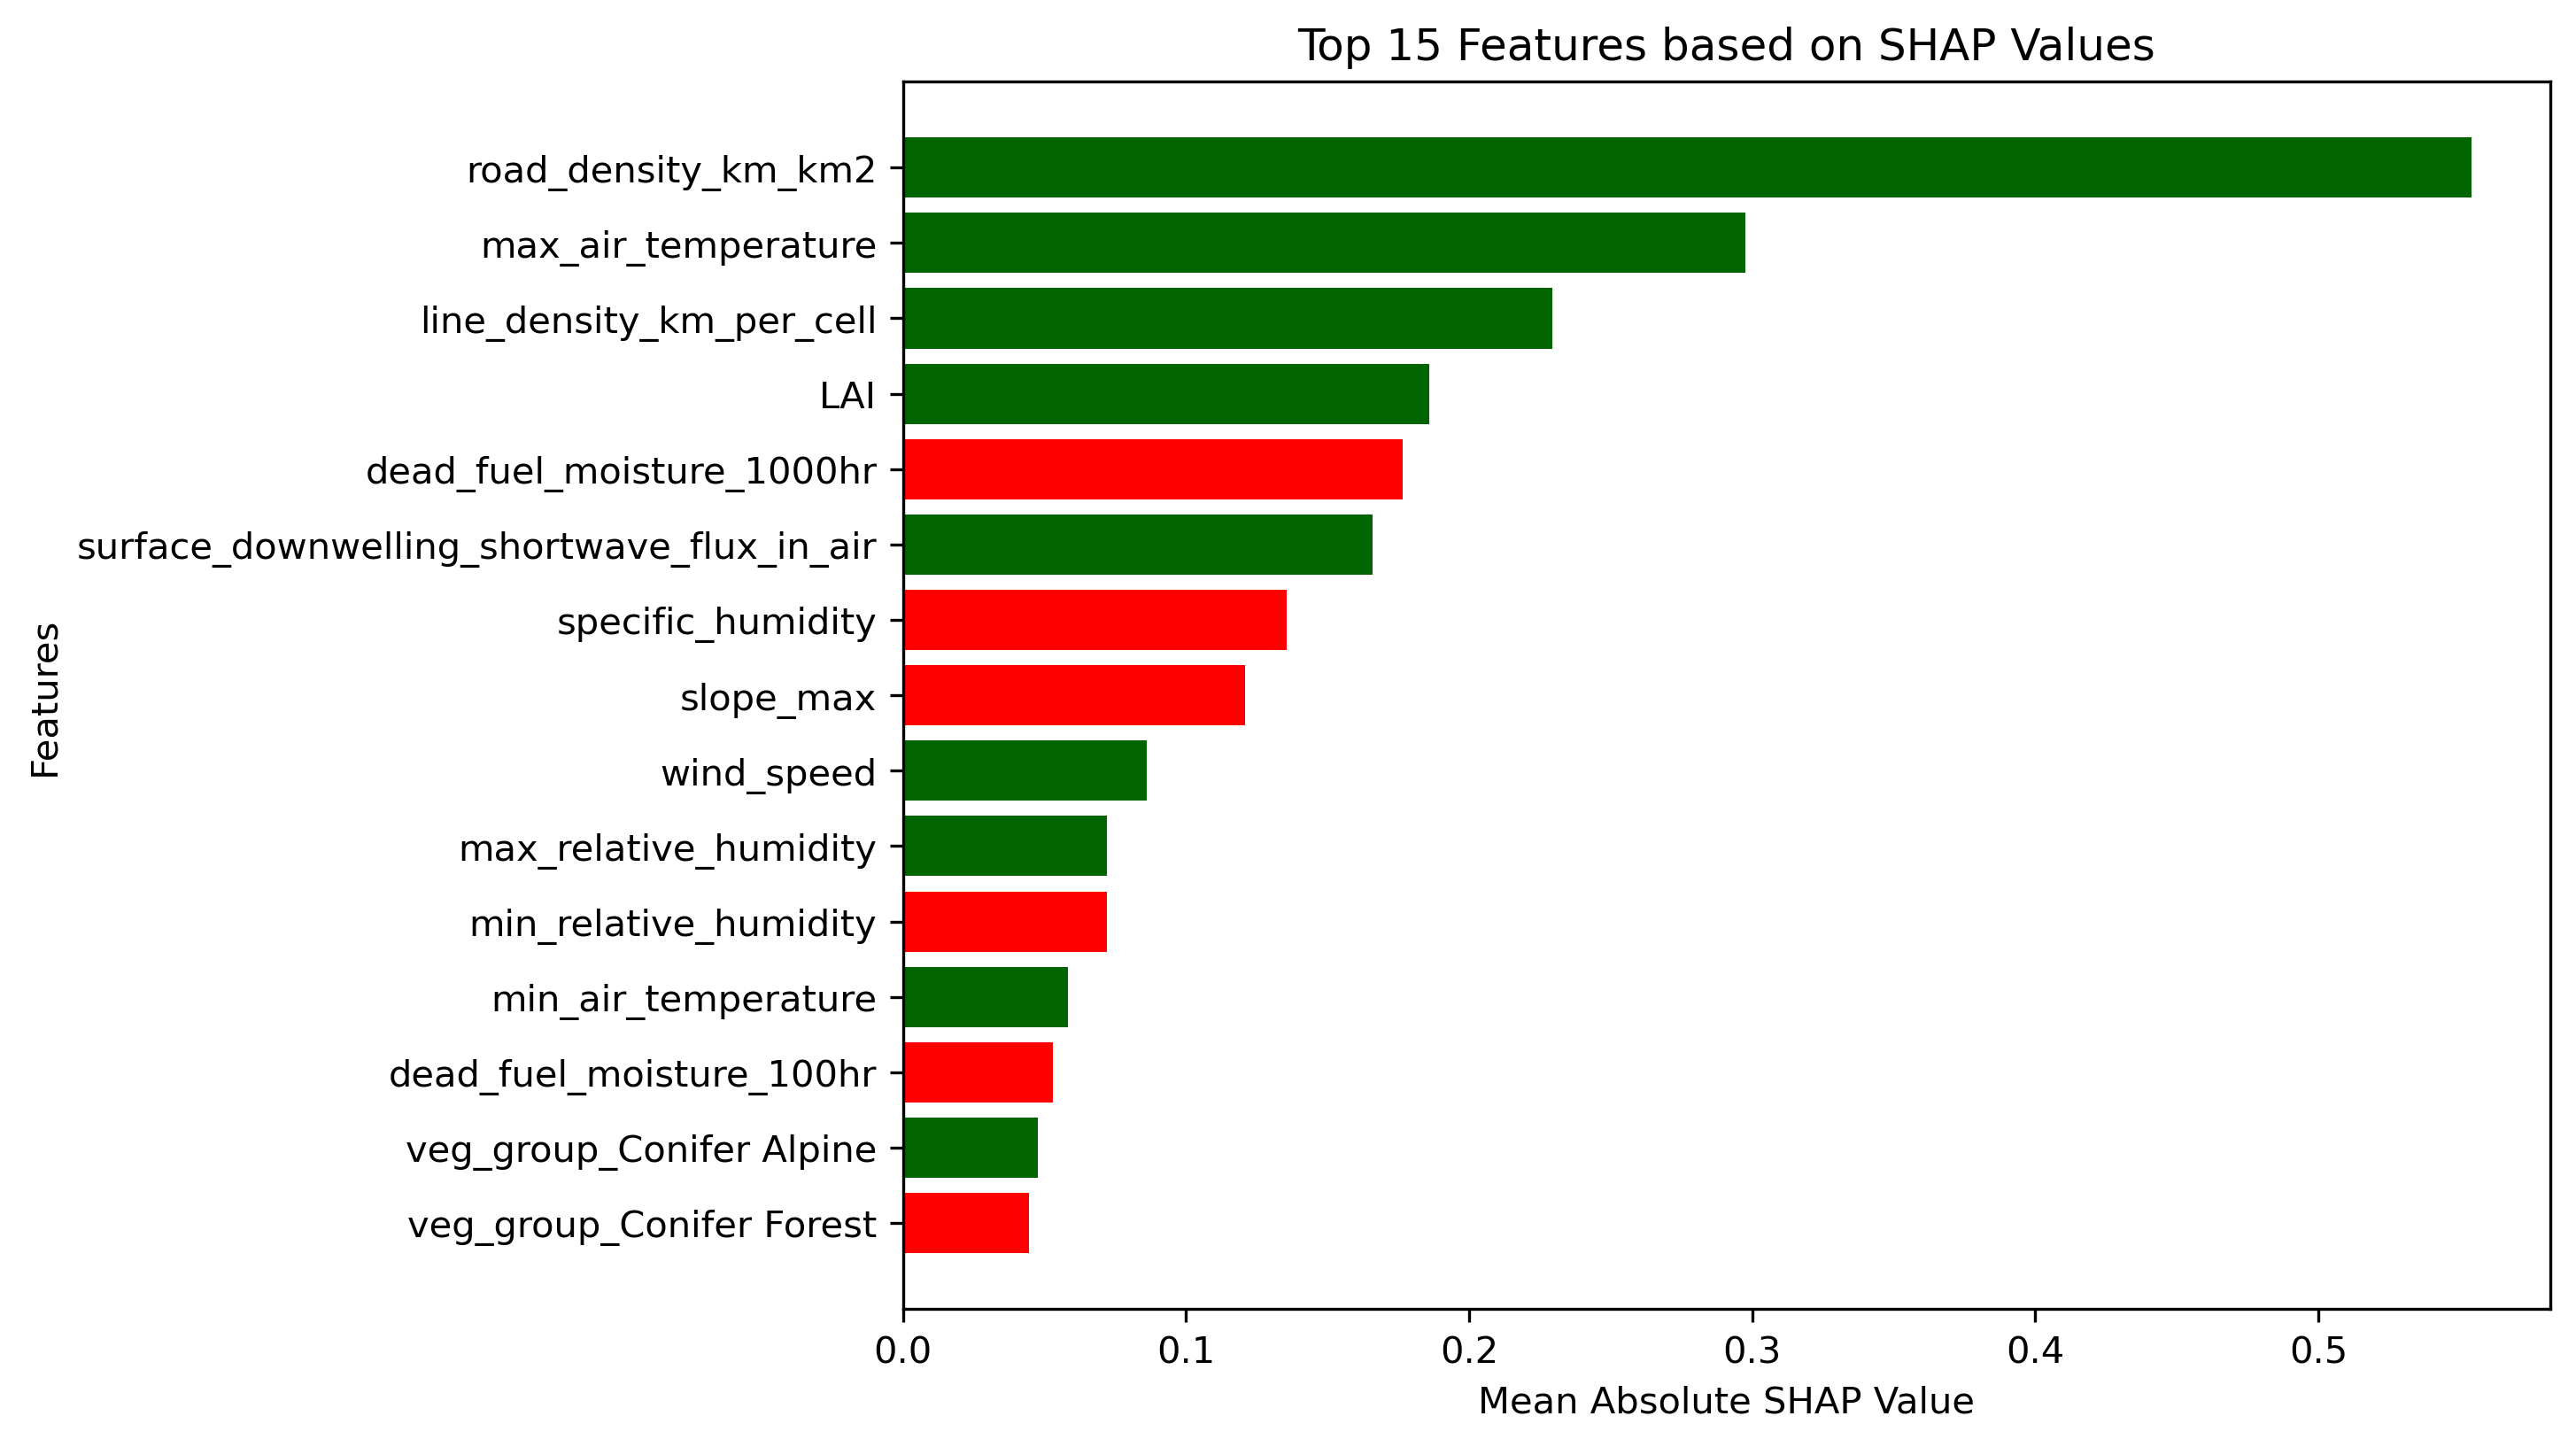 Top 15 Features based on SHAP Values
road_density_km_km2
max_air_temperature
line_density_km_per_cell
LAI
dead_fuel_moisture_1000hr
surface_downwelling_shortwave_flux_in_air
specific_humidity
slope_max
wind_speed
max_relative_humidity
min_relative_humidity
min_air_temperature
dead_fuel_moisture_100hr
veg_group_Conifer Alpine
veg_group_Conifer Forest
Features
0.0 0.1 0.2 0.3 0.4 0.5
Mean Absolute SHAP Value